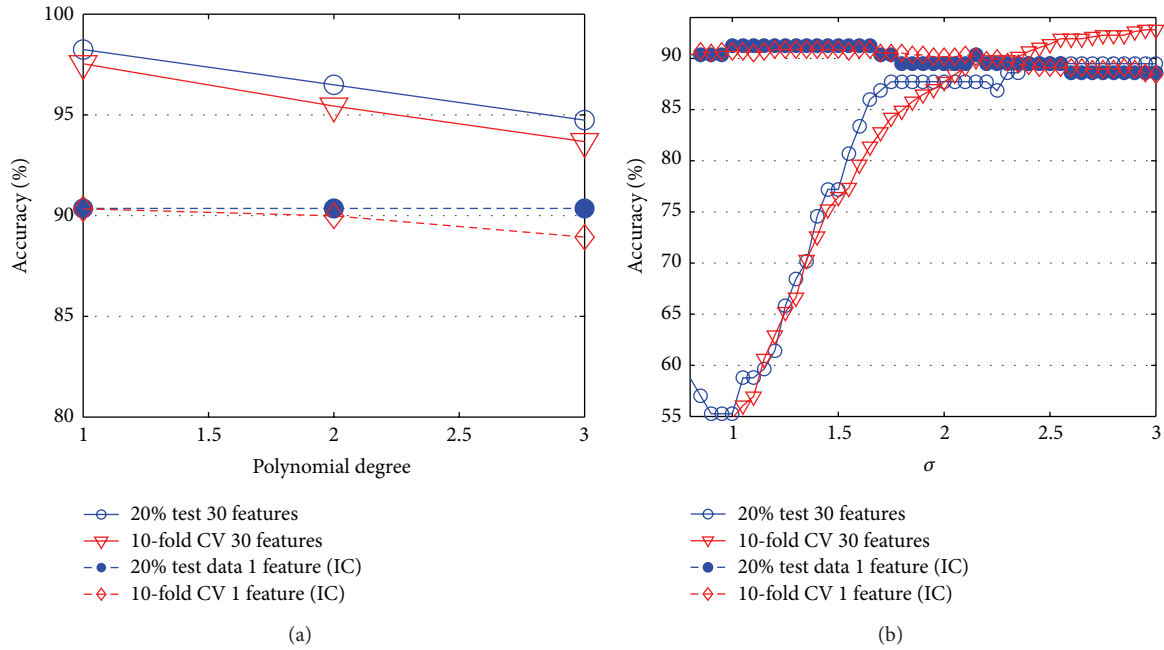 100
95
90
85
80
Accuracy (%)
1
1.5
2
2.5
3
Polynomial degree
20% test 30 features
10-fold CV 30 features
20% test data 1 feature (IC)
10-fold CV 1 feature (IC)
(a)
90
85
80
75
70
65
60
55
Accuracy (%)
1
1.5
2
2.5
3
σ
20% test 30 features
10-fold CV 30 features
20% test data 1 feature (IC)
10-fold CV 1 feature (IC)
(b)